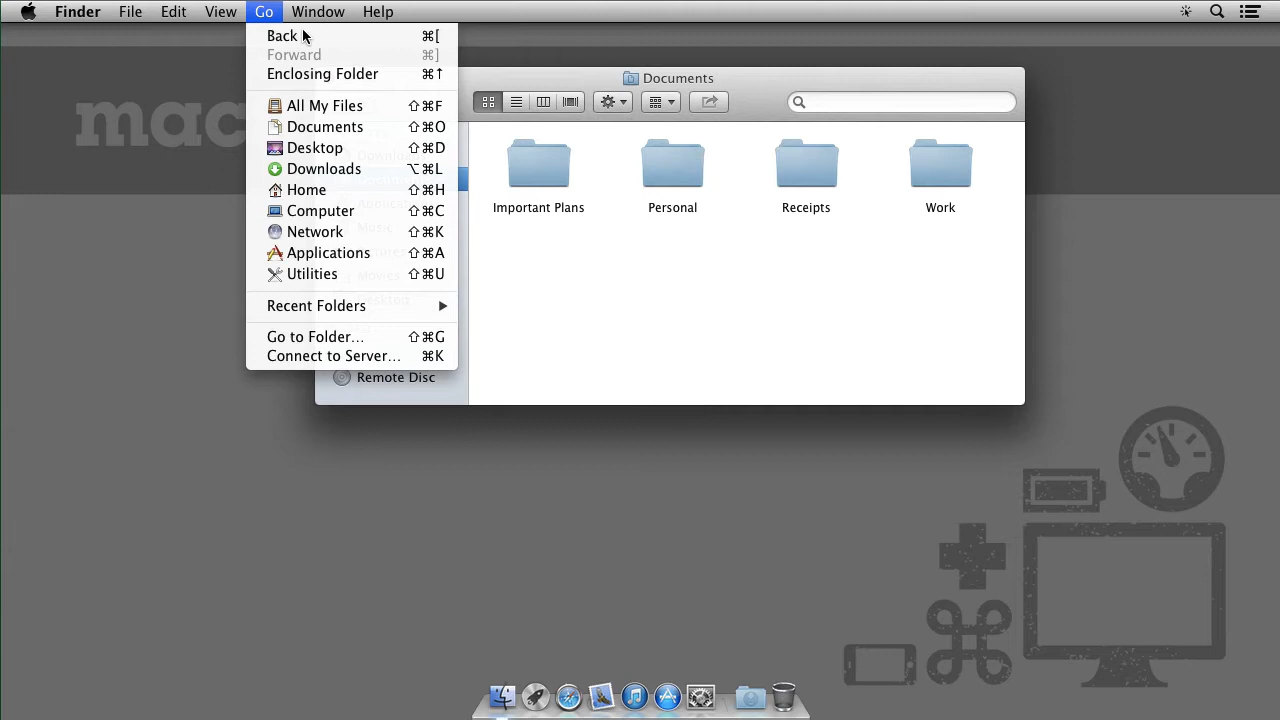 Finder File Edit View Go Window Help
mac
Back ⌘[
Forward ⌘]
Enclosing Folder ⌘↑
All My Files ⇧⌘F
Documents ⇧⌘O
Desktop ⇧⌘D
Downloads ⌥⌘L
Home ⇧⌘H
Computer ⇧⌘C
Network ⇧⌘K
Applications ⇧⌘A
Utilities ⇧⌘U
Recent Folders ▶
Go to Folder... ⇧⌘G
Connect to Server... ⌘K
Remote Disc
Documents
Important Plans Personal Receipts Work